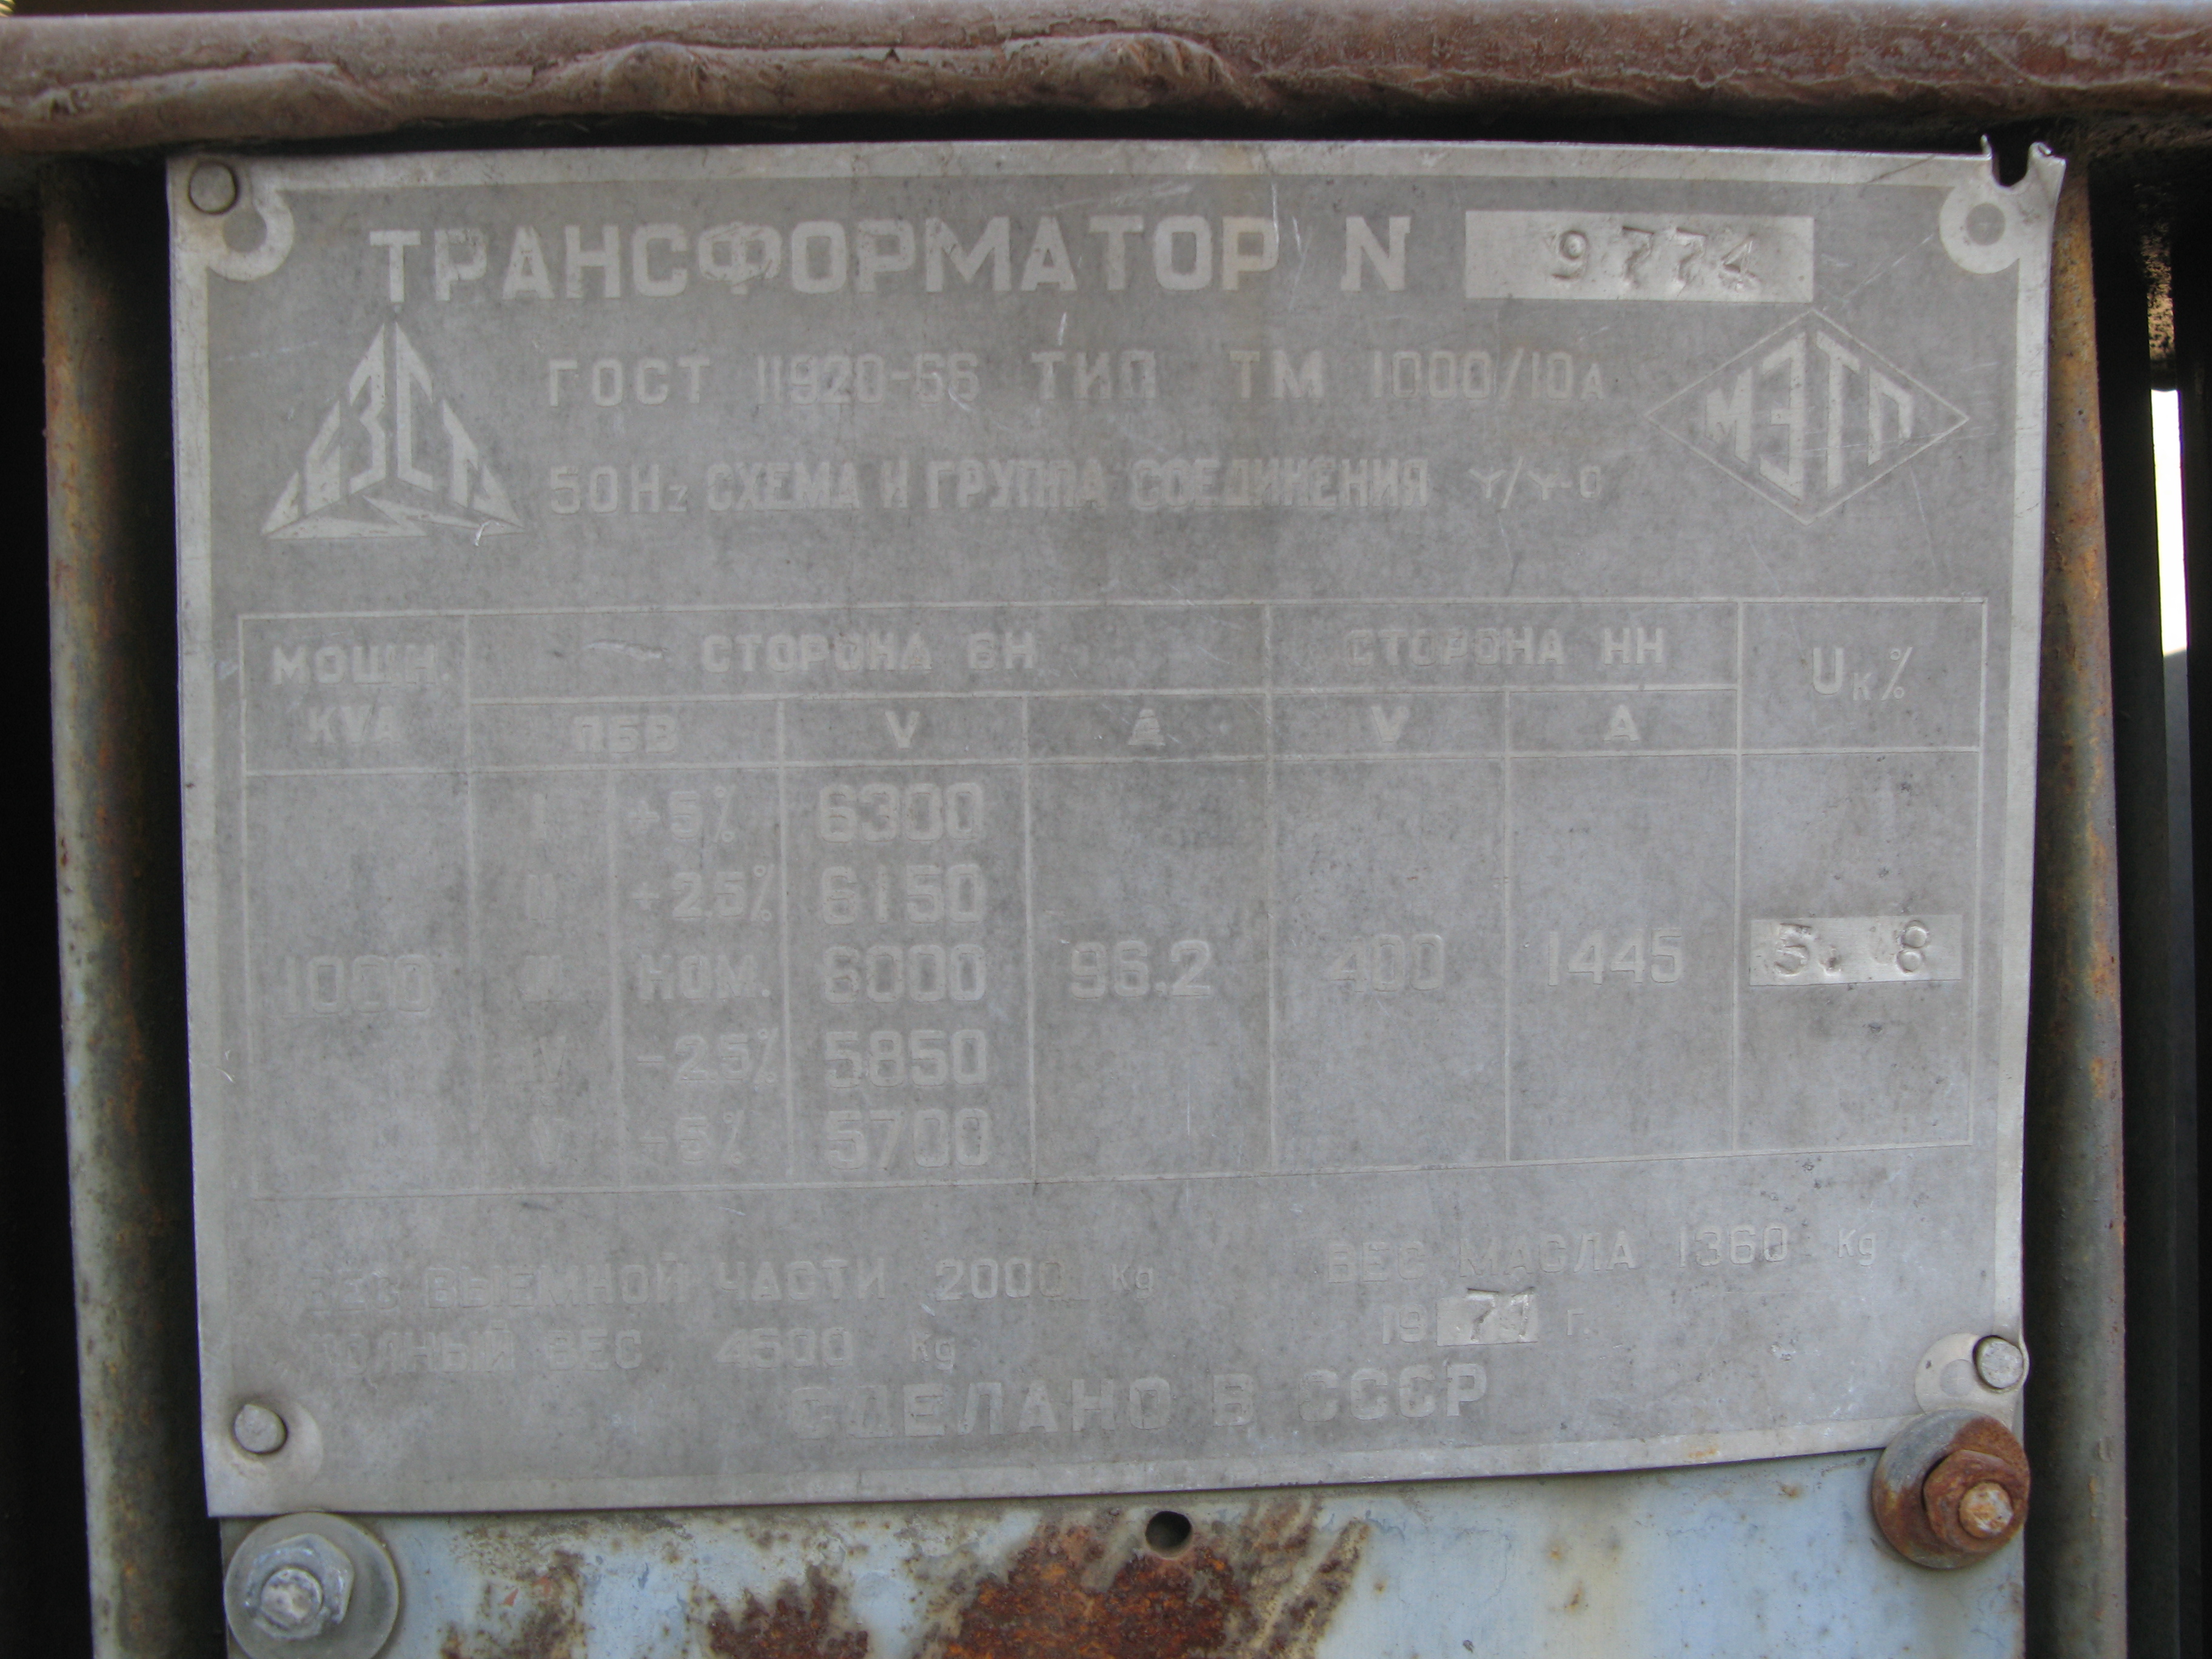 ТРАНСФОРМАТОР N 9774
ГОСТ 11920-66 ТИП ТМ 1000/10А
МЭТП
50Hz СХЕМА И ГРУППА СОЕДИНЕНИЯ Y/Y-0
МОЩН. KVA СТОРОНА ВН СТОРОНА НН Uк%
ПБВ V A V A
I +5% 6300
II +2.5% 6150
1000 III НОМ. 6000 96.2 400 1445 5.8
IV -2.5% 5850
V -5% 5700
ВЕС ВЫЕМНОЙ ЧАСТИ 2000 Kg ВЕС МАСЛА 1360 Kg
ПОЛНЫЙ ВЕС 4500 Kg 1977 г.
СДЕЛАНО В СССР